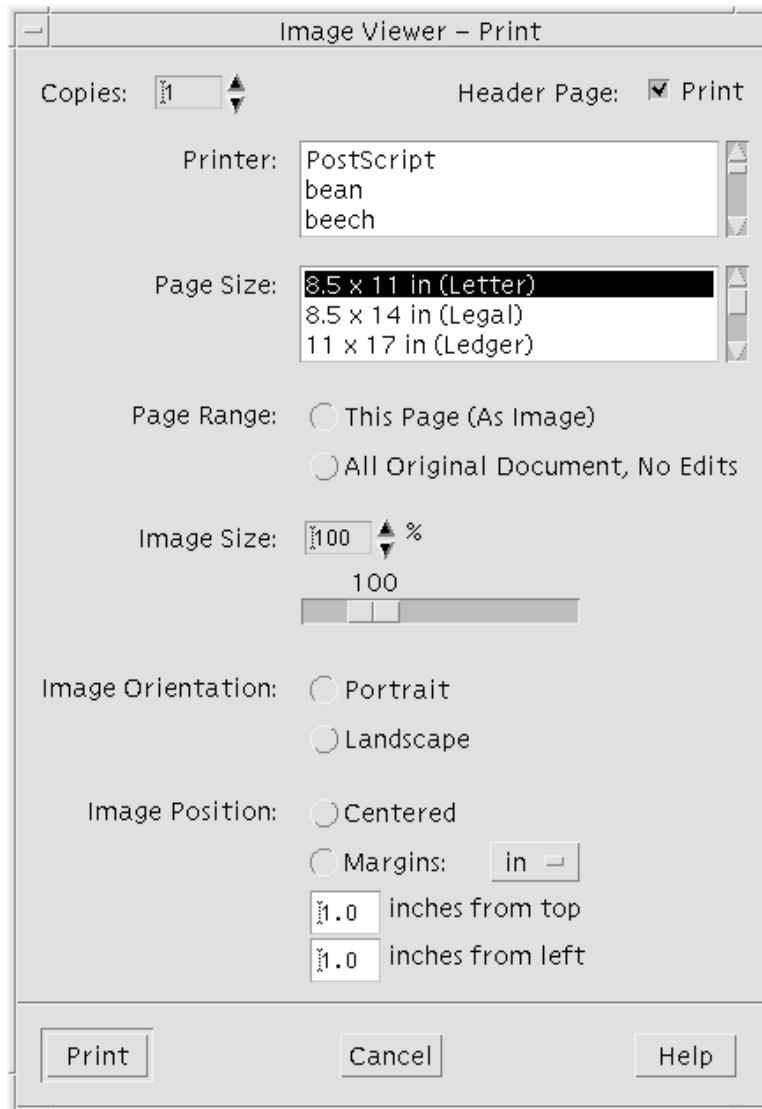 Image Viewer – Print
Copies: 1 Header Page: Print
Printer: PostScript
bean
beech
Page Size: 8.5 x 11 in (Letter)
8.5 x 14 in (Legal)
11 x 17 in (Ledger)
Page Range: This Page (As Image)
All Original Document, No Edits
Image Size: 100 %
100
Image Orientation: Portrait
Landscape
Image Position: Centered
Margins: in
1.0 inches from top
1.0 inches from left
Print Cancel Help